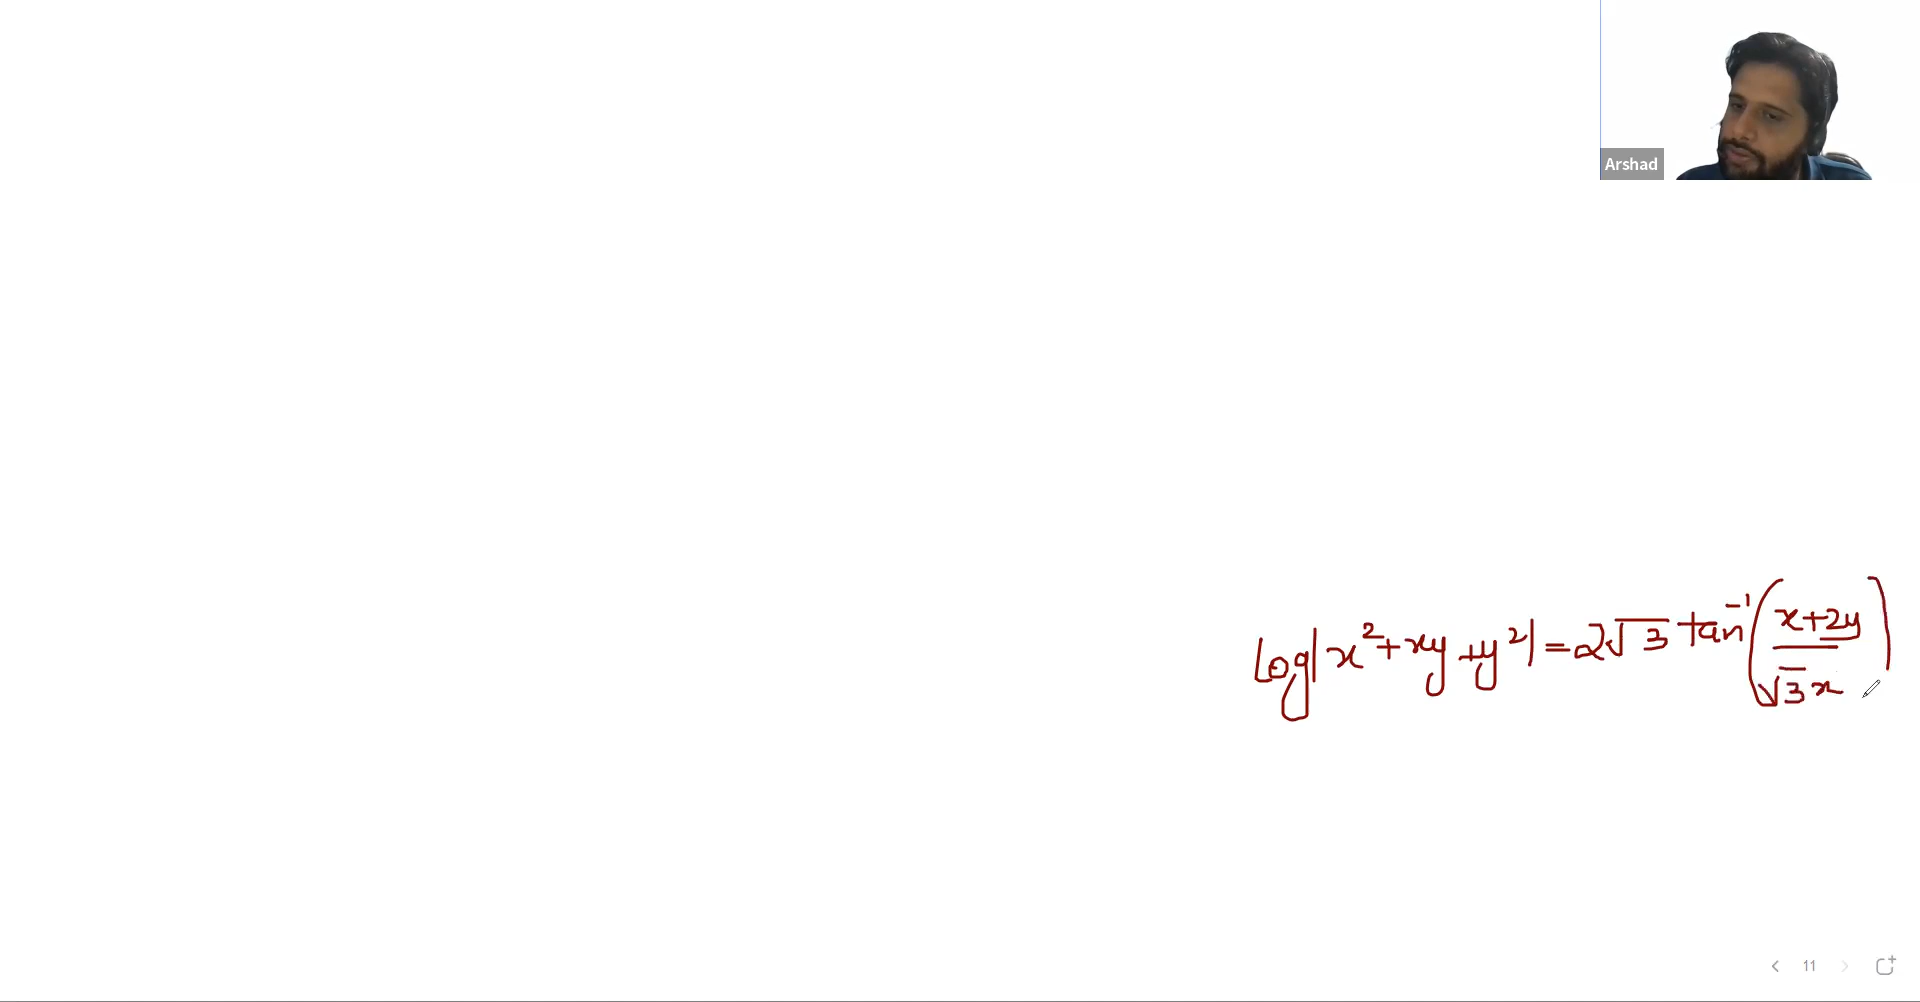 Arshad
log|x²+xy+y²|=2√3 tan⁻¹((x+2y)/(√3x))
11